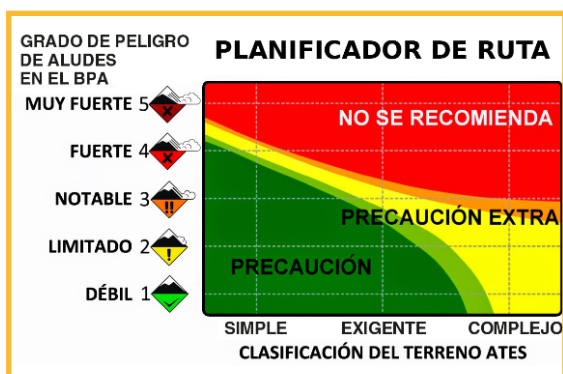 GRADO DE PELIGRO
DE ALUDES
EN EL BPA
PLANIFICADOR DE RUTA
MUY FUERTE 5
NO SE RECOMIENDA
FUERTE 4
NOTABLE 3
PRECAUCIÓN EXTRA
LIMITADO 2
PRECAUCIÓN
DÉBIL 1
SIMPLE EXIGENTE COMPLEJO
CLASIFICACIÓN DEL TERRENO ATES